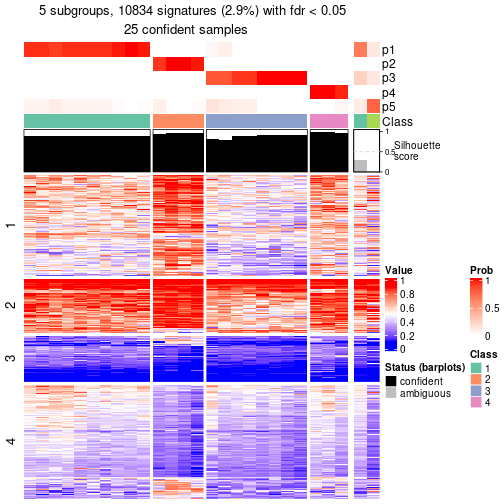 5 subgroups, 10834 signatures (2.9%) with fdr < 0.05
25 confident samples
p1
p2
p3
p4
p5
Class
1
0.5
0
Silhouette
score
1
2
3
4
Value
1
0.8
0.6
0.4
0.2
0
Status (barplots)
confident
ambiguous
Prob
1
0.5
0
Class
1
2
3
4